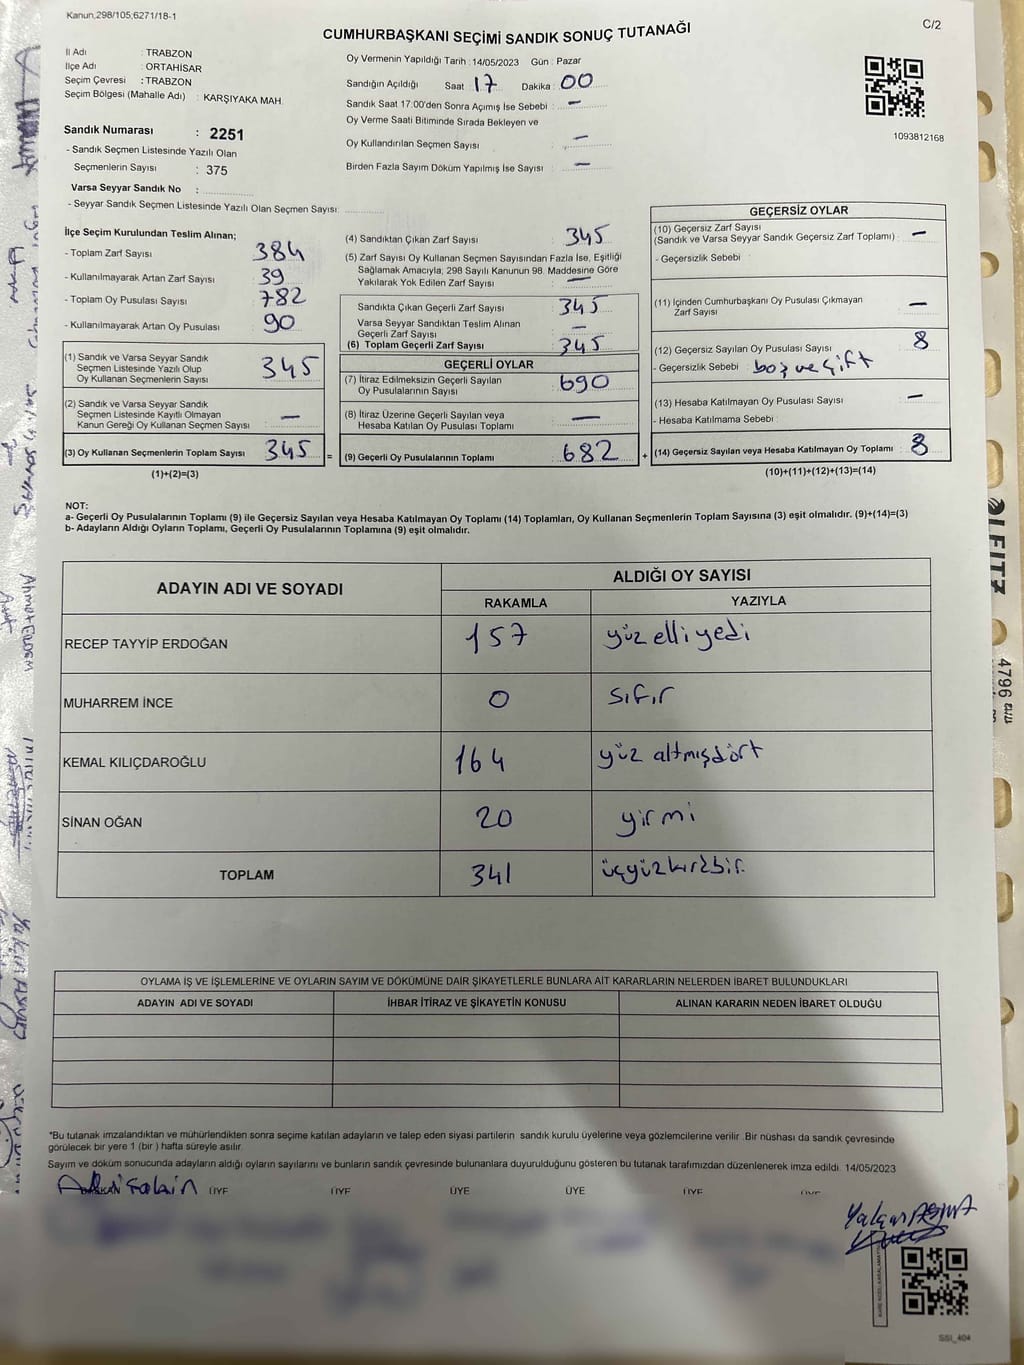 Kanun,298/105;6271/18-1
C/2
CUMHURBAŞKANI SEÇİMİ SANDIK SONUÇ TUTANAĞI
İl Adı : TRABZON
İlçe Adı : ORTAHİSAR
Seçim Çevresi : TRABZON
Seçim Bölgesi (Mahalle Adı) : KARŞIYAKA MAH.
Sandık Numarası : 2251
- Sandık Seçmen Listesinde Yazılı Olan
Seçmenlerin Sayısı : 375
Varsa Seyyar Sandık No :
- Seyyar Sandık Seçmen Listesinde Yazılı Olan Seçmen Sayısı:
Oy Vermenin Yapıldığı Tarih : 14/05/2023 Gün : Pazar
Sandığın Açıldığı Saat : 17 Dakika : 00
Sandık Saat 17:00'den Sonra Açımış İse Sebebi : -
Oy Verme Saati Bitiminde Sırada Bekleyen ve
Oy Kullandırılan Seçmen Sayısı : -
Birden Fazla Sayım Döküm Yapılmış İse Sayısı : -
1093812168
İlçe Seçim Kurulundan Teslim Alınan;
- Toplam Zarf Sayısı : 384
- Kullanılmayarak Artan Zarf Sayısı : 39
- Toplam Oy Pusulası Sayısı : 782
- Kullanılmayarak Artan Oy Pusulası : 90
(1) Sandık ve Varsa Seyyar Sandık
Seçmen Listesinde Yazılı Olup
Oy Kullanan Seçmenlerin Sayısı : 345
(2) Sandık ve Varsa Seyyar Sandık
Seçmen Listesinde Kayıtlı Olmayan
Kanun Gereği Oy Kullanan Seçmen Sayısı : -
(3) Oy Kullanan Seçmenlerin Toplam Sayısı : 345 =
(1)+(2)=(3)
(4) Sandıktan Çıkan Zarf Sayısı : 345
(5) Zarf Sayısı Oy Kullanan Seçmen Sayısından Fazla İse, Eşitliği
Sağlamak Amacıyla; 298 Sayılı Kanunun 98. Maddesine Göre
Yakılarak Yok Edilen Zarf Sayısı : -
Sandıkta Çıkan Geçerli Zarf Sayısı : 345
Varsa Seyyar Sandıktan Teslim Alınan
Geçerli Zarf Sayısı : -
(6) Toplam Geçerli Zarf Sayısı : 345
GEÇERLİ OYLAR
(7) İtiraz Edilmeksizin Geçerli Sayılan
Oy Pusulalarının Sayısı : 690
(8) İtiraz Üzerine Geçerli Sayılan veya
Hesaba Katılan Oy Pusulası Toplamı : -
(9) Geçerli Oy Pusulalarının Toplamı : 682 +
GEÇERSİZ OYLAR
(10) Geçersiz Zarf Sayısı
(Sandık ve Varsa Seyyar Sandık Geçersiz Zarf Toplamı) : -
- Geçersizlik Sebebi :
(11) İçinden Cumhurbaşkanı Oy Pusulası Çıkmayan
Zarf Sayısı : -
(12) Geçersiz Sayılan Oy Pusulası Sayısı : 8
- Geçersizlik Sebebi : boş ve çift
(13) Hesaba Katılmayan Oy Pusulası Sayısı : -
- Hesaba Katılmama Sebebi :
(14) Geçersiz Sayılan veya Hesaba Katılmayan Oy Toplamı : 8
(10)+(11)+(12)+(13)=(14)
NOT:
a- Geçerli Oy Pusulalarının Toplamı (9) ile Geçersiz Sayılan veya Hesaba Katılmayan Oy Toplamı (14) Toplamları, Oy Kullanan Seçmenlerin Toplam Sayısına (3) eşit olmalıdır. (9)+(14)=(3)
b- Adayların Aldığı Oyların Toplamı, Geçerli Oy Pusulalarının Toplamına (9) eşit olmalıdır.
ADAYIN ADI VE SOYADI
ALDIĞI OY SAYISI
RAKAMLA YAZIYLA
RECEP TAYYİP ERDOĞAN 157 yüz elli yedi
MUHARREM İNCE 0 sıfır
KEMAL KILIÇDAROĞLU 164 yüz altmışdört
SİNAN OĞAN 20 yirmi
TOPLAM 341 üçyüzkırkbir
OYLAMA İŞ VE İŞLEMLERİNE VE OYLARIN SAYIM VE DÖKÜMÜNE DAİR ŞİKAYETLERLE BUNLARA AİT KARARLARIN NELERDEN İBARET BULUNDUKLARI
ADAYIN ADI VE SOYADI İHBAR İTİRAZ VE ŞİKAYETİN KONUSU ALINAN KARARIN NEDEN İBARET OLDUĞU
*Bu tutanak imzalandıktan ve mühürlendikten sonra seçime katılan adayların ve talep eden siyasi partilerin sandık kurulu üyelerine veya gözlemcilerine verilir .Bir nüshası da sandık çevresinde
görülecek bir yere 1 (bir ) hafta süreyle asılır.
Sayım ve döküm sonucunda adayların aldığı oyların sayılarını ve bunların sandık çevresinde bulunanlara duyurulduğunu gösteren bu tutanak tarafımızdan düzenlenerek imza edildi. 14/05/2023
BAŞKAN ÜYE ÜYE ÜYE ÜYE ÜYE ÜYE
SSI_404
LEITZ
4796